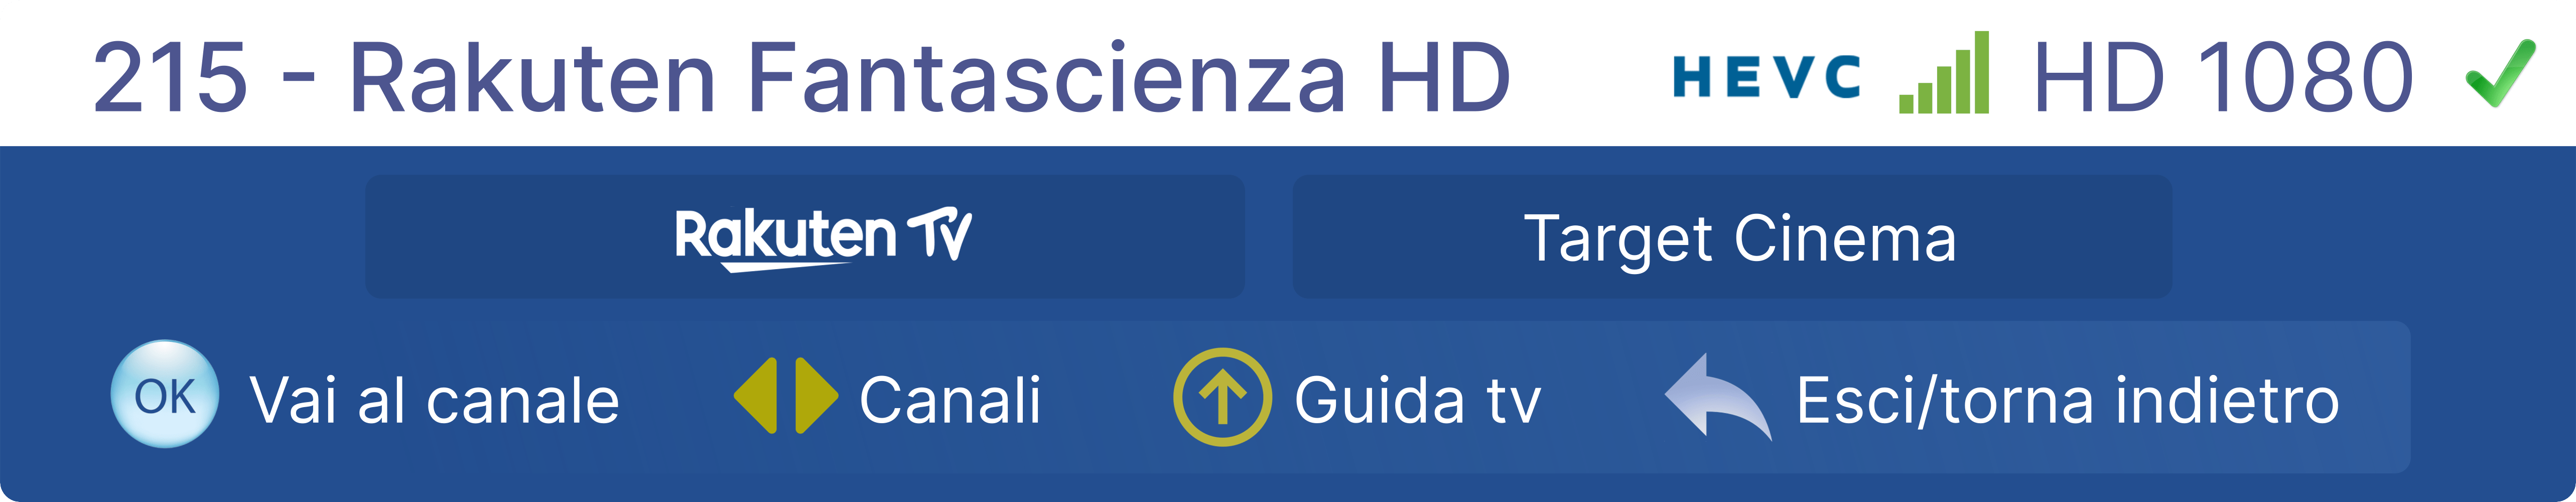 215 - Rakuten Fantascienza HD HEVC HD 1080
Rakuten TV Target Cinema
OK Vai al canale Canali Guida tv Esci/torna indietro